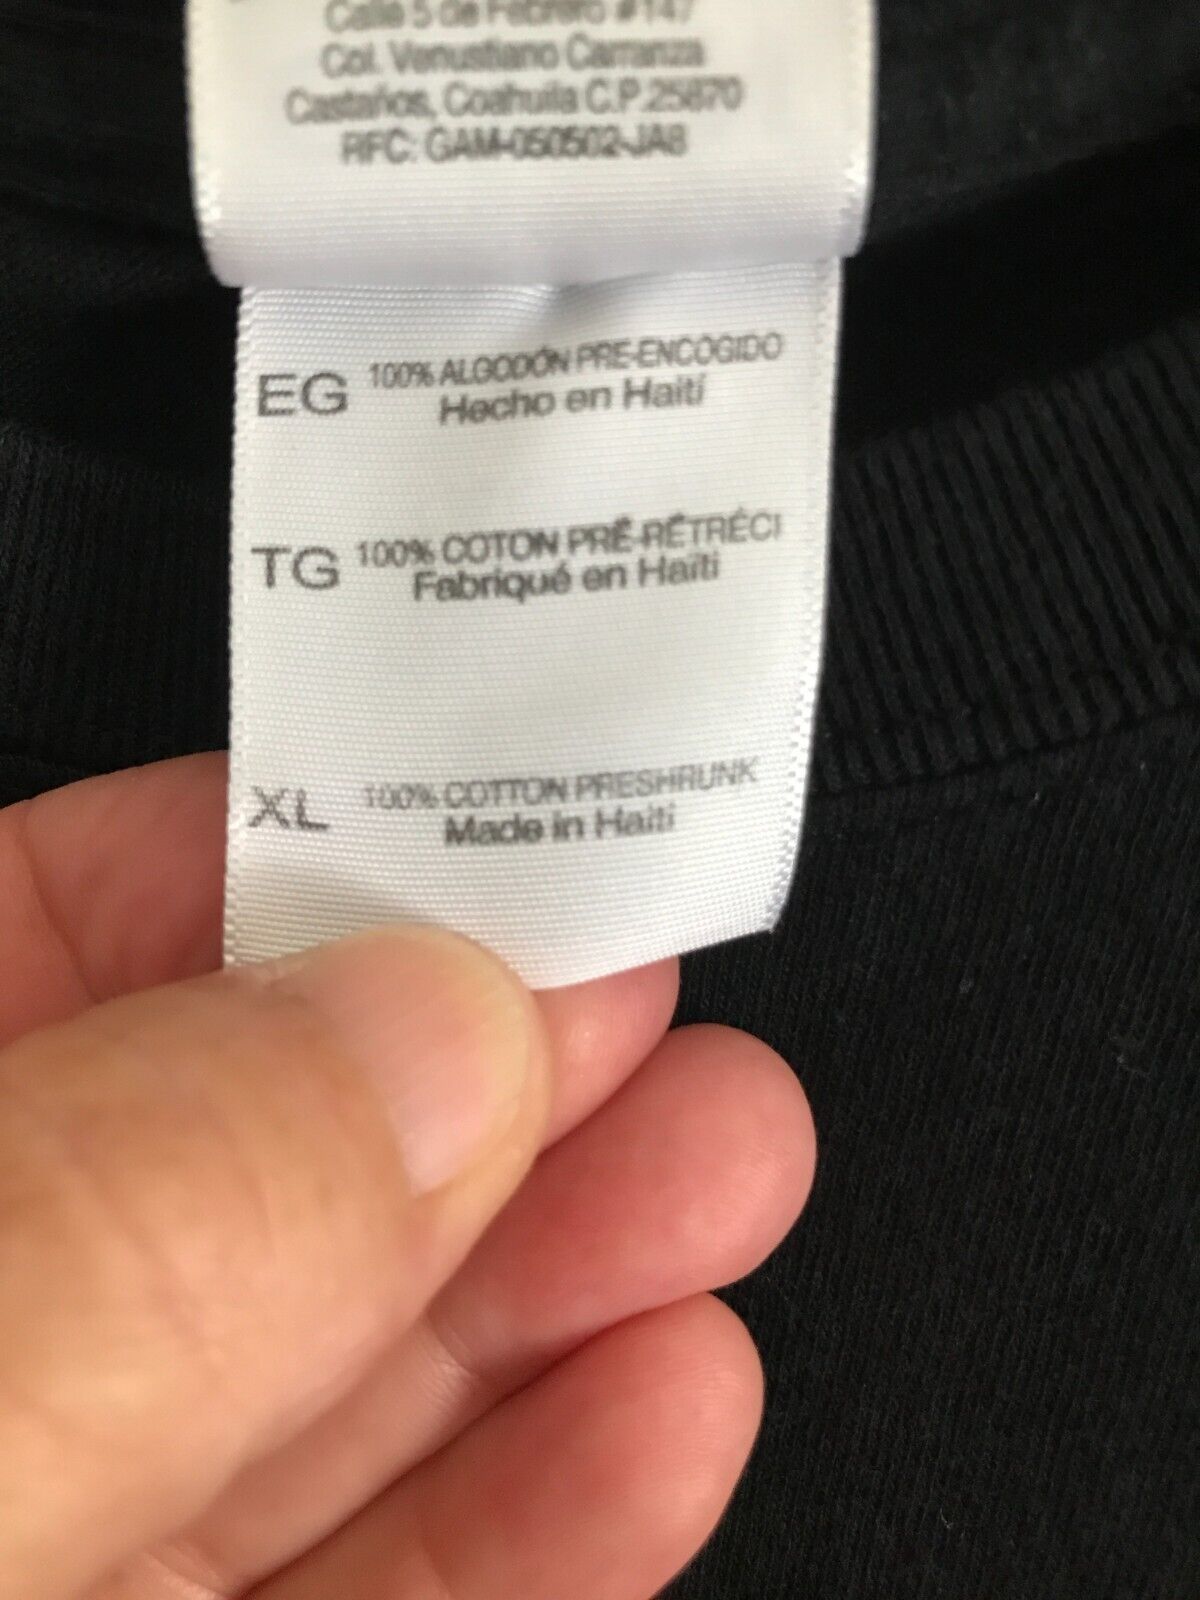 Calle 5 de Febrero #147
Col. Venustiano Carranza
Castaños, Coahuila C.P.25870
RFC: GAM-050502-JA8
EG 100% ALGODÓN PRE-ENCOGIDO
Hecho en Haití
TG 100% COTON PRÉ-RÉTRÉCI
Fabriqué en Haïti
XL 100% COTTON PRESHRUNK
Made in Haiti